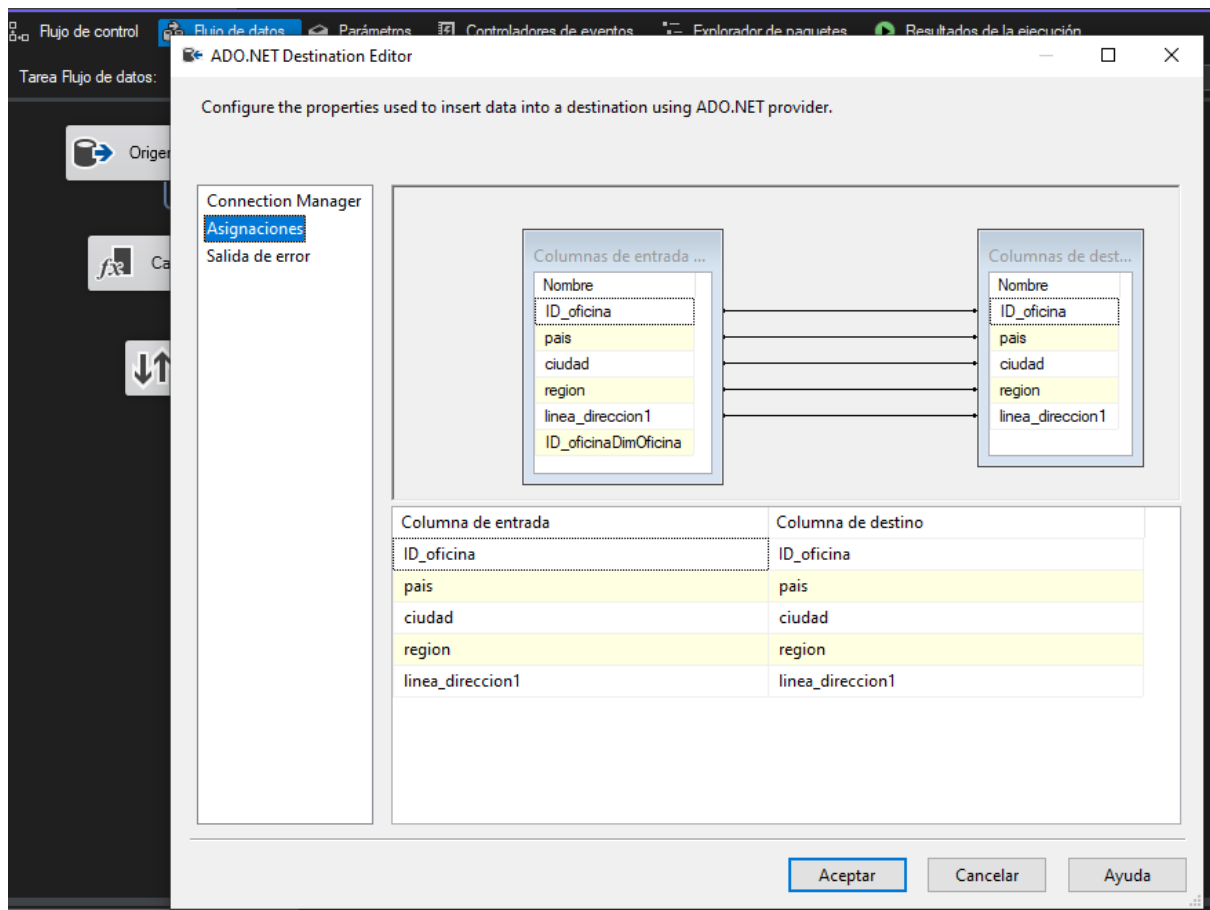 Flujo de control Flujo de datos Parámetros Controladores de eventos Explorador de paquetes Resultados de la ejecución
ADO.NET Destination Editor
Tarea Flujo de datos:
Configure the properties used to insert data into a destination using ADO.NET provider.
Origen
Ca
Connection Manager
Asignaciones
Salida de error
Columnas de entrada ...
Nombre
ID_oficina
pais
ciudad
region
linea_direccion1
ID_oficinaDimOficina
Columnas de dest...
Nombre
ID_oficina
pais
ciudad
region
linea_direccion1
Columna de entrada Columna de destino
ID_oficina ID_oficina
pais pais
ciudad ciudad
region region
linea_direccion1 linea_direccion1
Aceptar Cancelar Ayuda